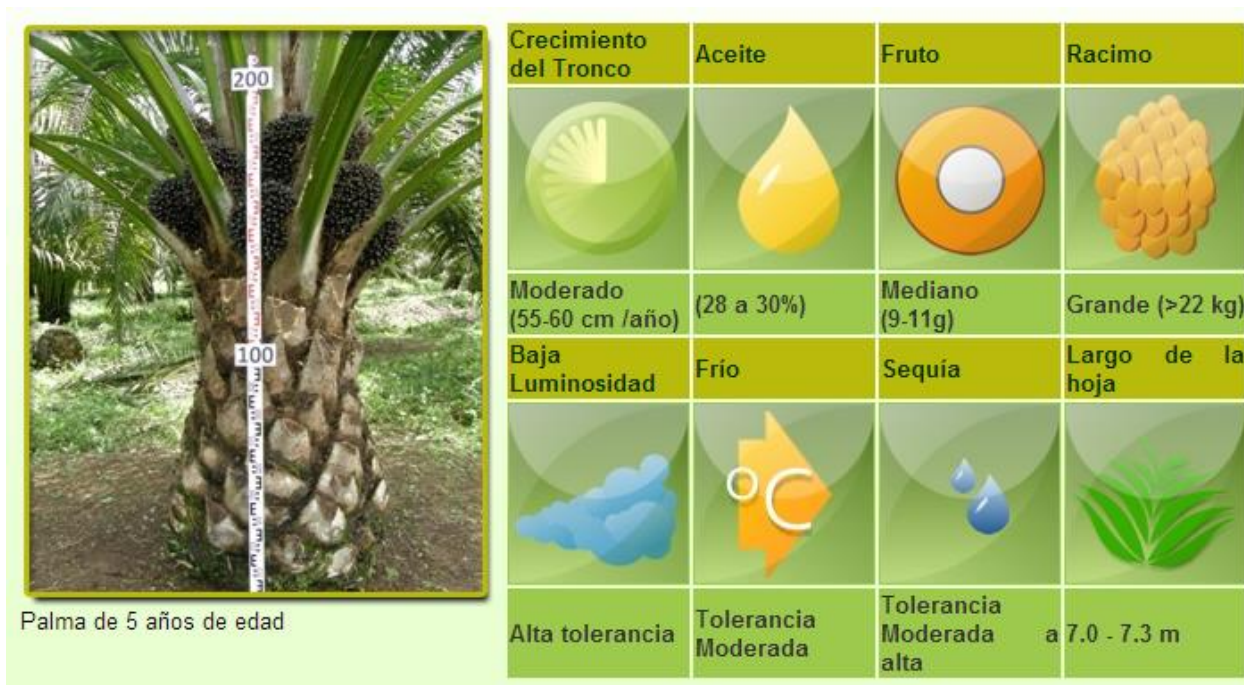 200
100
Palma de 5 años de edad
Crecimiento
del Tronco
Aceite
Fruto
Racimo
Moderado
(55-60 cm /año)
(28 a 30%)
Mediano
(9-11g)
Grande (>22 kg)
Baja
Luminosidad
Frío
Sequía
Largo de la
hoja
°C
Alta tolerancia
Tolerancia
Moderada
Tolerancia
Moderada a
alta
7.0 - 7.3 m